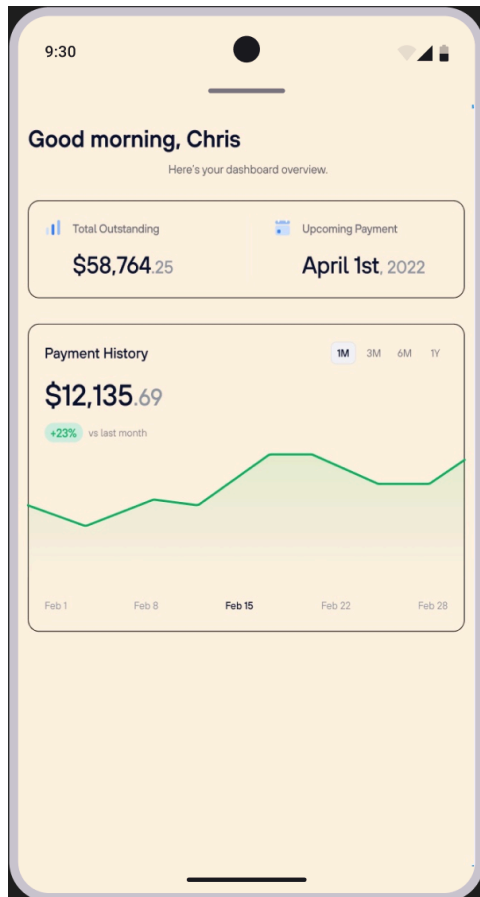 9:30
Good morning, Chris
Here's your dashboard overview.
Total Outstanding
Upcoming Payment
$58,764.25
April 1st, 2022
Payment History
1M 3M 6M 1Y
$12,135.69
+23% vs last month
Feb 1 Feb 8 Feb 15 Feb 22 Feb 28